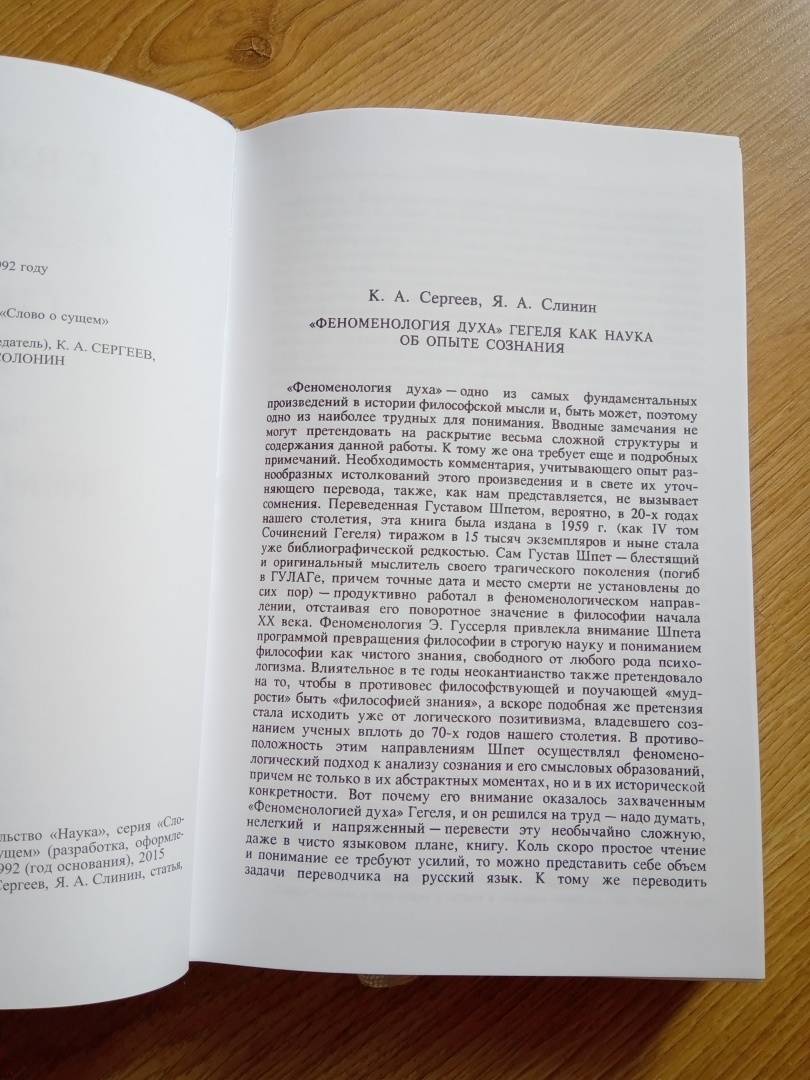 992 году
«Слово о сущем»
едатель), К. А. СЕРГЕЕВ,
СОЛОНИН
льство «Наука», серия «Сло-
ущем» (разработка, оформле-
992 (год основания), 2015
Сергеев, Я. А. Слинин, статья,
К. А. Сергеев, Я. А. Слинин
«ФЕНОМЕНОЛОГИЯ ДУХА» ГЕГЕЛЯ КАК НАУКА
ОБ ОПЫТЕ СОЗНАНИЯ
«Феноменология духа» — одно из самых фундаментальных
произведений в истории философской мысли и, быть может, поэтому
одно из наиболее трудных для понимания. Вводные замечания не
могут претендовать на раскрытие весьма сложной структуры и
содержания данной работы. К тому же она требует еще и подробных
примечаний. Необходимость комментария, учитывающего опыт раз-
нообразных истолкований этого произведения и в свете их уточ-
няющего перевода, также, как нам представляется, не вызывает
сомнения. Переведенная Густавом Шпетом, вероятно, в 20-х годах
нашего столетия, эта книга была издана в 1959 г. (как IV том
Сочинений Гегеля) тиражом в 15 тысяч экземпляров и ныне стала
уже библиографической редкостью. Сам Густав Шпет — блестящий
и оригинальный мыслитель своего трагического поколения (погиб
в ГУЛАГе, причем точные дата и место смерти не установлены до
сих пор) — продуктивно работал в феноменологическом направ-
лении, отстаивая его поворотное значение в философии начала
XX века. Феноменология Э. Гуссерля привлекла внимание Шпета
программой превращения философии в строгую науку и пониманием
философии как чистого знания, свободного от любого рода психо-
логизма. Влиятельное в те годы неокантианство также претендовало
на то, чтобы в противовес философствующей и поучающей «муд-
рости» быть «философией знания», а вскоре подобная же претензия
стала исходить уже от логического позитивизма, владевшего соз-
нанием ученых вплоть до 70-х годов нашего столетия. В противо-
положность этим направлениям Шпет осуществлял феномено-
логический подход к анализу сознания и его смысловых образований,
причем не только в их абстрактных моментах, но и в их исторической
конкретности. Вот почему его внимание оказалось захваченным
«Феноменологией духа» Гегеля, и он решился на труд — надо думать,
нелегкий и напряженный — перевести эту необычайно сложную,
даже в чисто языковом плане, книгу. Коль скоро простое чтение
и понимание ее требуют усилий, то можно представить себе объем
задачи переводчика на русский язык. К тому же переводить